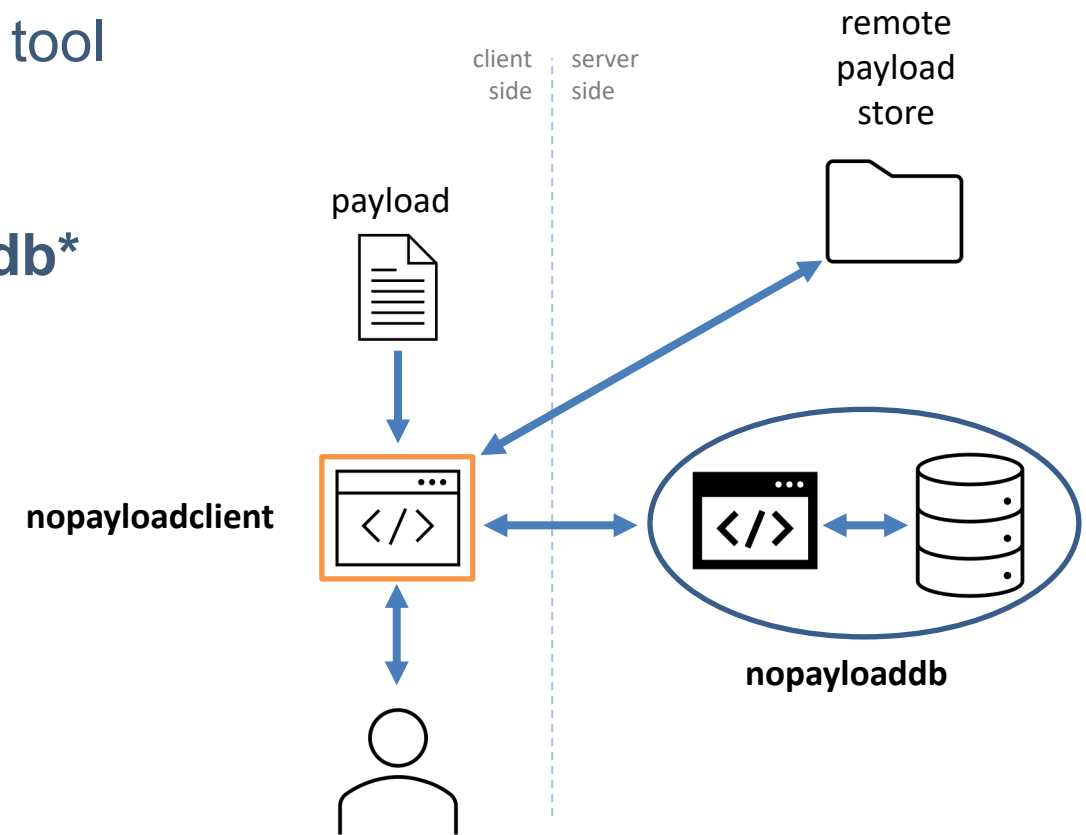 tool
client
side
server
side
remote
payload
store
payload
db*
</>
nopayloadclient
</>
nopayloaddb